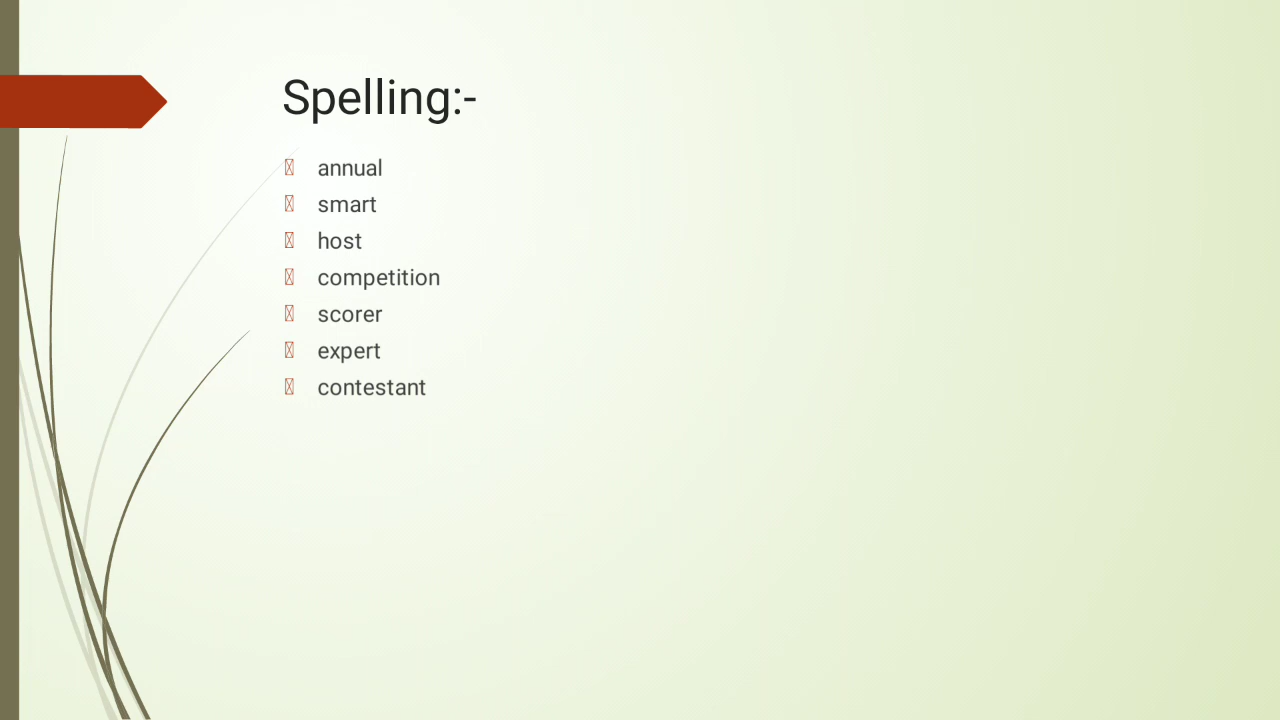 Spelling:-
annual
smart
host
competition
scorer
expert
contestant